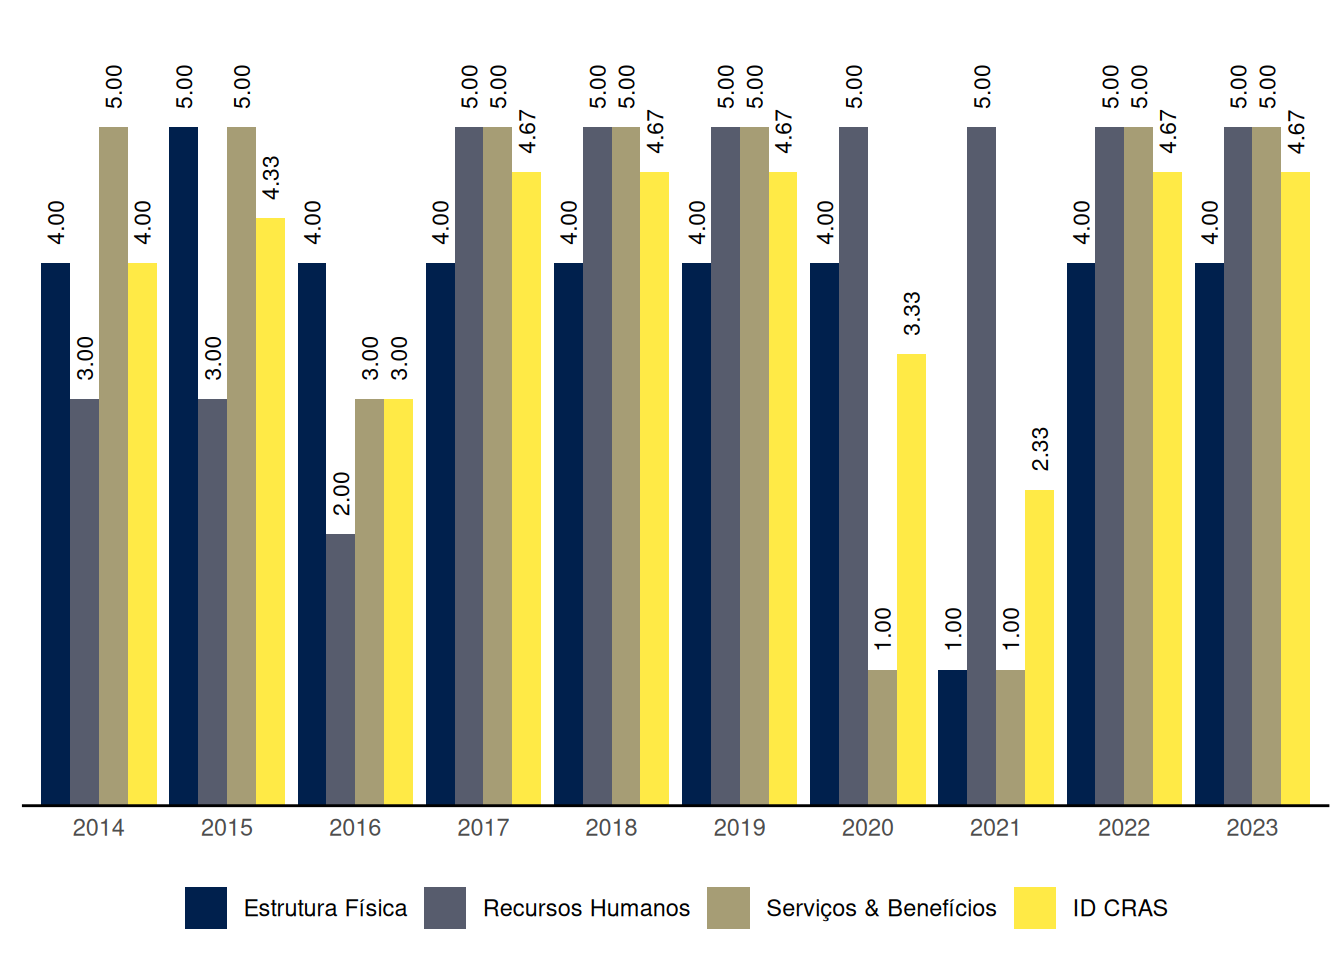 4.00 3.00 5.00 4.00 5.00 3.00 5.00 4.33 4.00 2.00 3.00 3.00 4.00 5.00 5.00 4.67 4.00 5.00 5.00 4.67 4.00 5.00 5.00 4.67 4.00 5.00 1.00 3.33 1.00 5.00 1.00 2.33 4.00 5.00 5.00 4.67 4.00 5.00 5.00 4.67
2014 2015 2016 2017 2018 2019 2020 2021 2022 2023
Estrutura Física Recursos Humanos Serviços & Benefícios ID CRAS